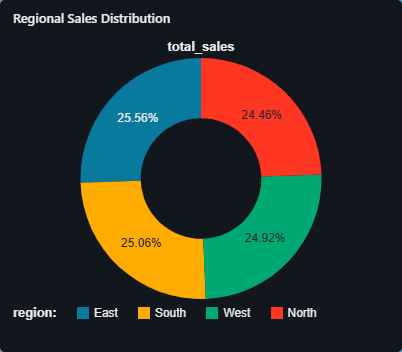 Regional Sales Distribution
total_sales
25.56%
24.46%
25.06%
24.92%
region: East South West North